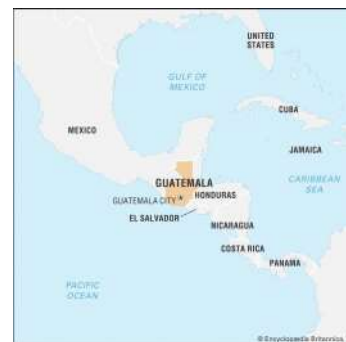 UNITED
STATES
GULF OF
MEXICO
CUBA
MEXICO
JAMAICA
CARIBBEAN
SEA
GUATEMALA
HONDURAS
GUATEMALA CITY
EL SALVADOR
NICARAGUA
COSTA RICA
PANAMA
PACIFIC
OCEAN
© Encyclopædia Britannica